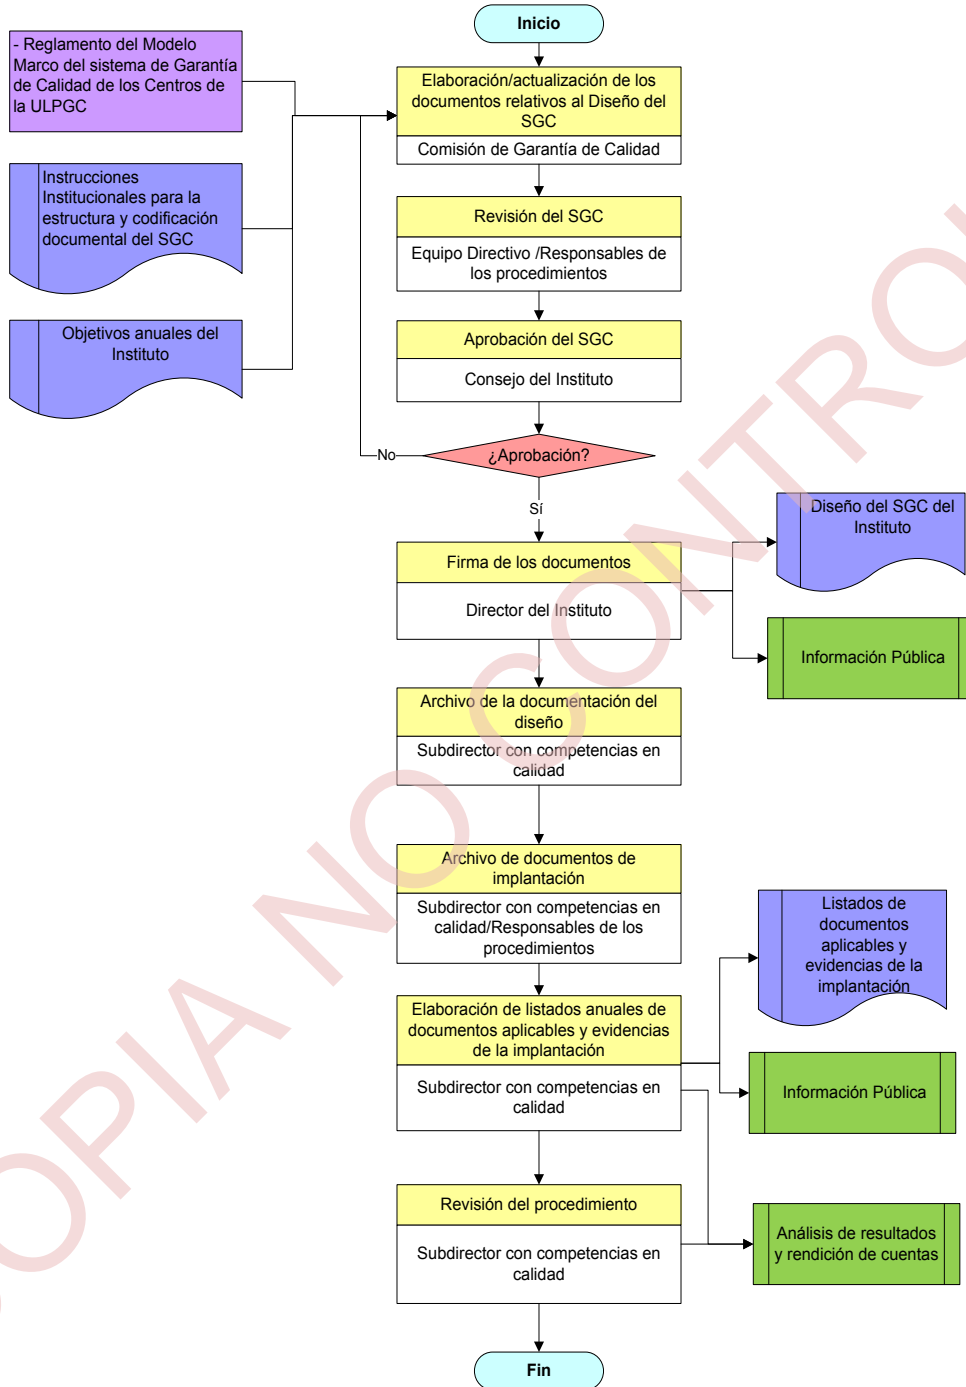 Inicio
- Reglamento del Modelo
Marco del sistema de Garantía
de Calidad de los Centros de
la ULPGC
Elaboración/actualización de los
documentos relativos al Diseño del
SGC
Comisión de Garantía de Calidad
Instrucciones
Institucionales para la
estructura y codificación
documental del SGC
Revisión del SGC
Equipo Directivo /Responsables de
los procedimientos
Objetivos anuales del
Instituto
Aprobación del SGC
Consejo del Instituto
No
¿Aprobación?
Sí
Diseño del SGC del
Instituto
Firma de los documentos
Director del Instituto
Información Pública
Archivo de la documentación del
diseño
Subdirector con competencias en
calidad
Archivo de documentos de
implantación
Subdirector con competencias en
calidad/Responsables de los
procedimientos
Listados de
documentos
aplicables y
evidencias de la
implantación
Elaboración de listados anuales de
documentos aplicables y evidencias
de la implantación
Subdirector con competencias en
calidad
Información Pública
Revisión del procedimiento
Subdirector con competencias en
calidad
Análisis de resultados
y rendición de cuentas
Fin
OPIA NO CONTRO